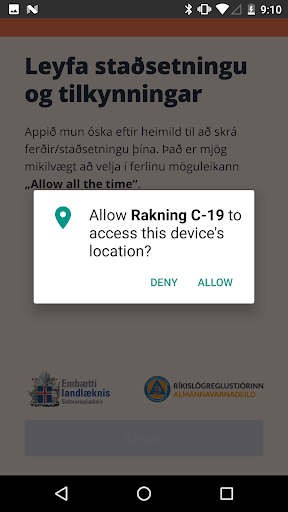 9:10
Leyfa staðsetningu
og tilkynningar
Appið mun óska eftir heimild til að skrá
ferðir/staðsetningu þína. Það er mjög
mikilvægt að velja í ferlinu möguleikann
„Allow all the time“.
Allow Rakning C-19 to
access this device's
location?
DENY ALLOW
Embætti
landlæknis
Sóttvarnalæknir
RÍKISLÖGREGLUSTJÓRINN
ALMANNAVARNADEILD